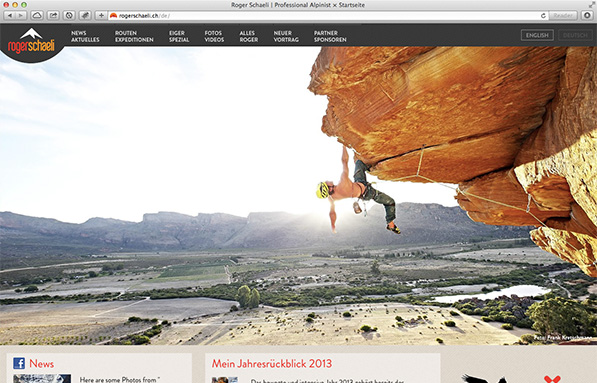 Roger Schaeli | Professional Alpinist × Startseite
rogerschaeli.ch/de/
Reader
rogerschaeli
NEWS
AKTUELLES
ROUTEN
EXPEDITIONEN
EIGER
SPEZIAL
FOTOS
VIDEOS
ALLES
ROGER
NEUER
VORTRAG
PARTNER
SPONSOREN
ENGLISH
DEUTSCH
Foto: Frank Kretschmann
f News
Here are some Photos from "
Mein Jahresrückblick 2013
Das bewegte und intensive Jahr 2013 gehört bereits der